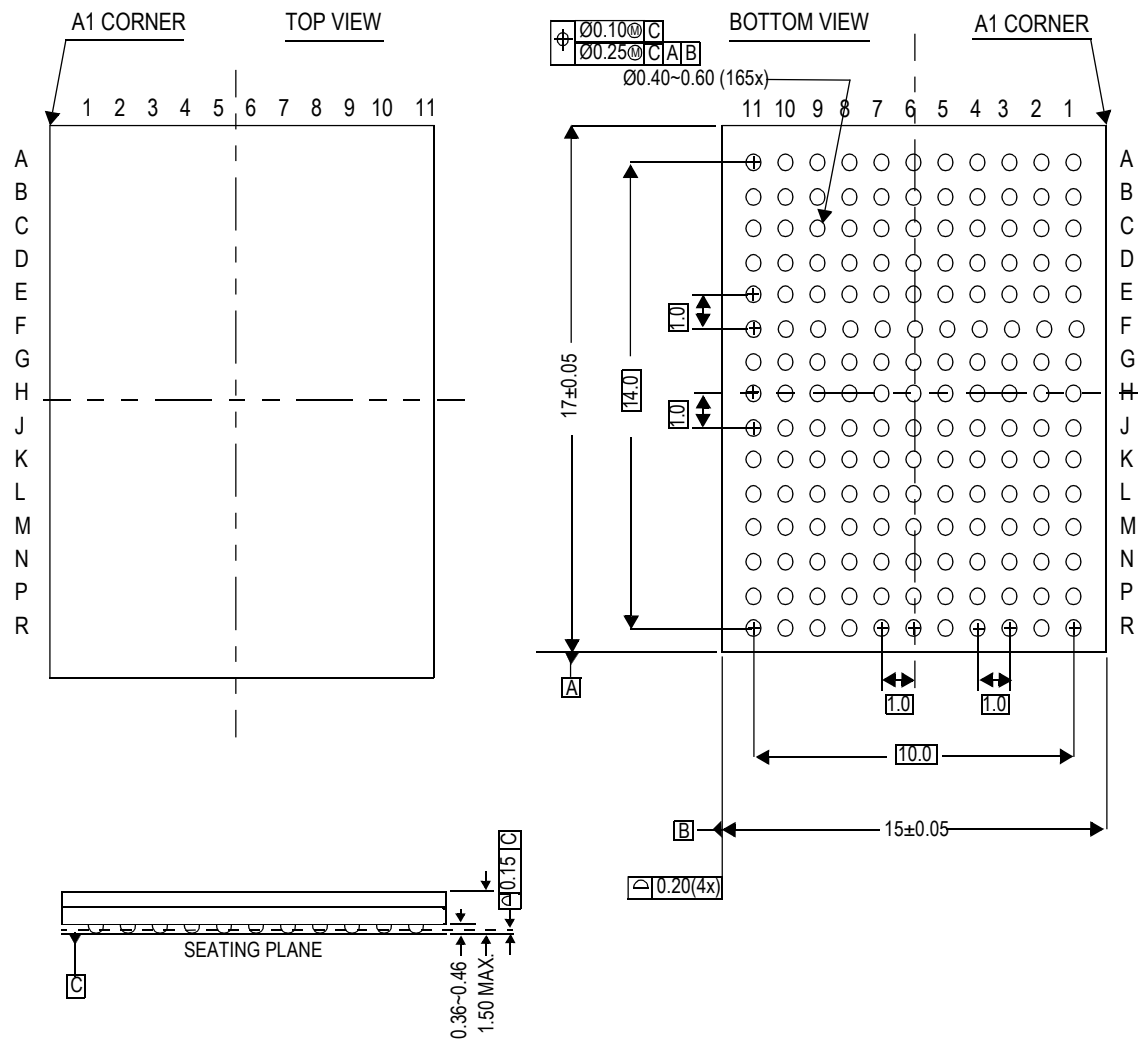 A1 CORNER
TOP VIEW
1 2 3 4 5 6 7 8 9 10 11
A
B
C
D
E
F
G
H
J
K
L
M
N
P
R
Ø0.10Ⓜ C
Ø0.25Ⓜ C A B
BOTTOM VIEW
A1 CORNER
Ø0.40~0.60 (165x)
11 10 9 8 7 6 5 4 3 2 1
A
B
C
D
E
F
G
H
J
K
L
M
N
P
R
17±0.05
14.0
1.0
1.0
A
1.0
1.0
10.0
B
15±0.05
0.20(4x)
0.15 C
SEATING PLANE
C
0.36~0.46
1.50 MAX.